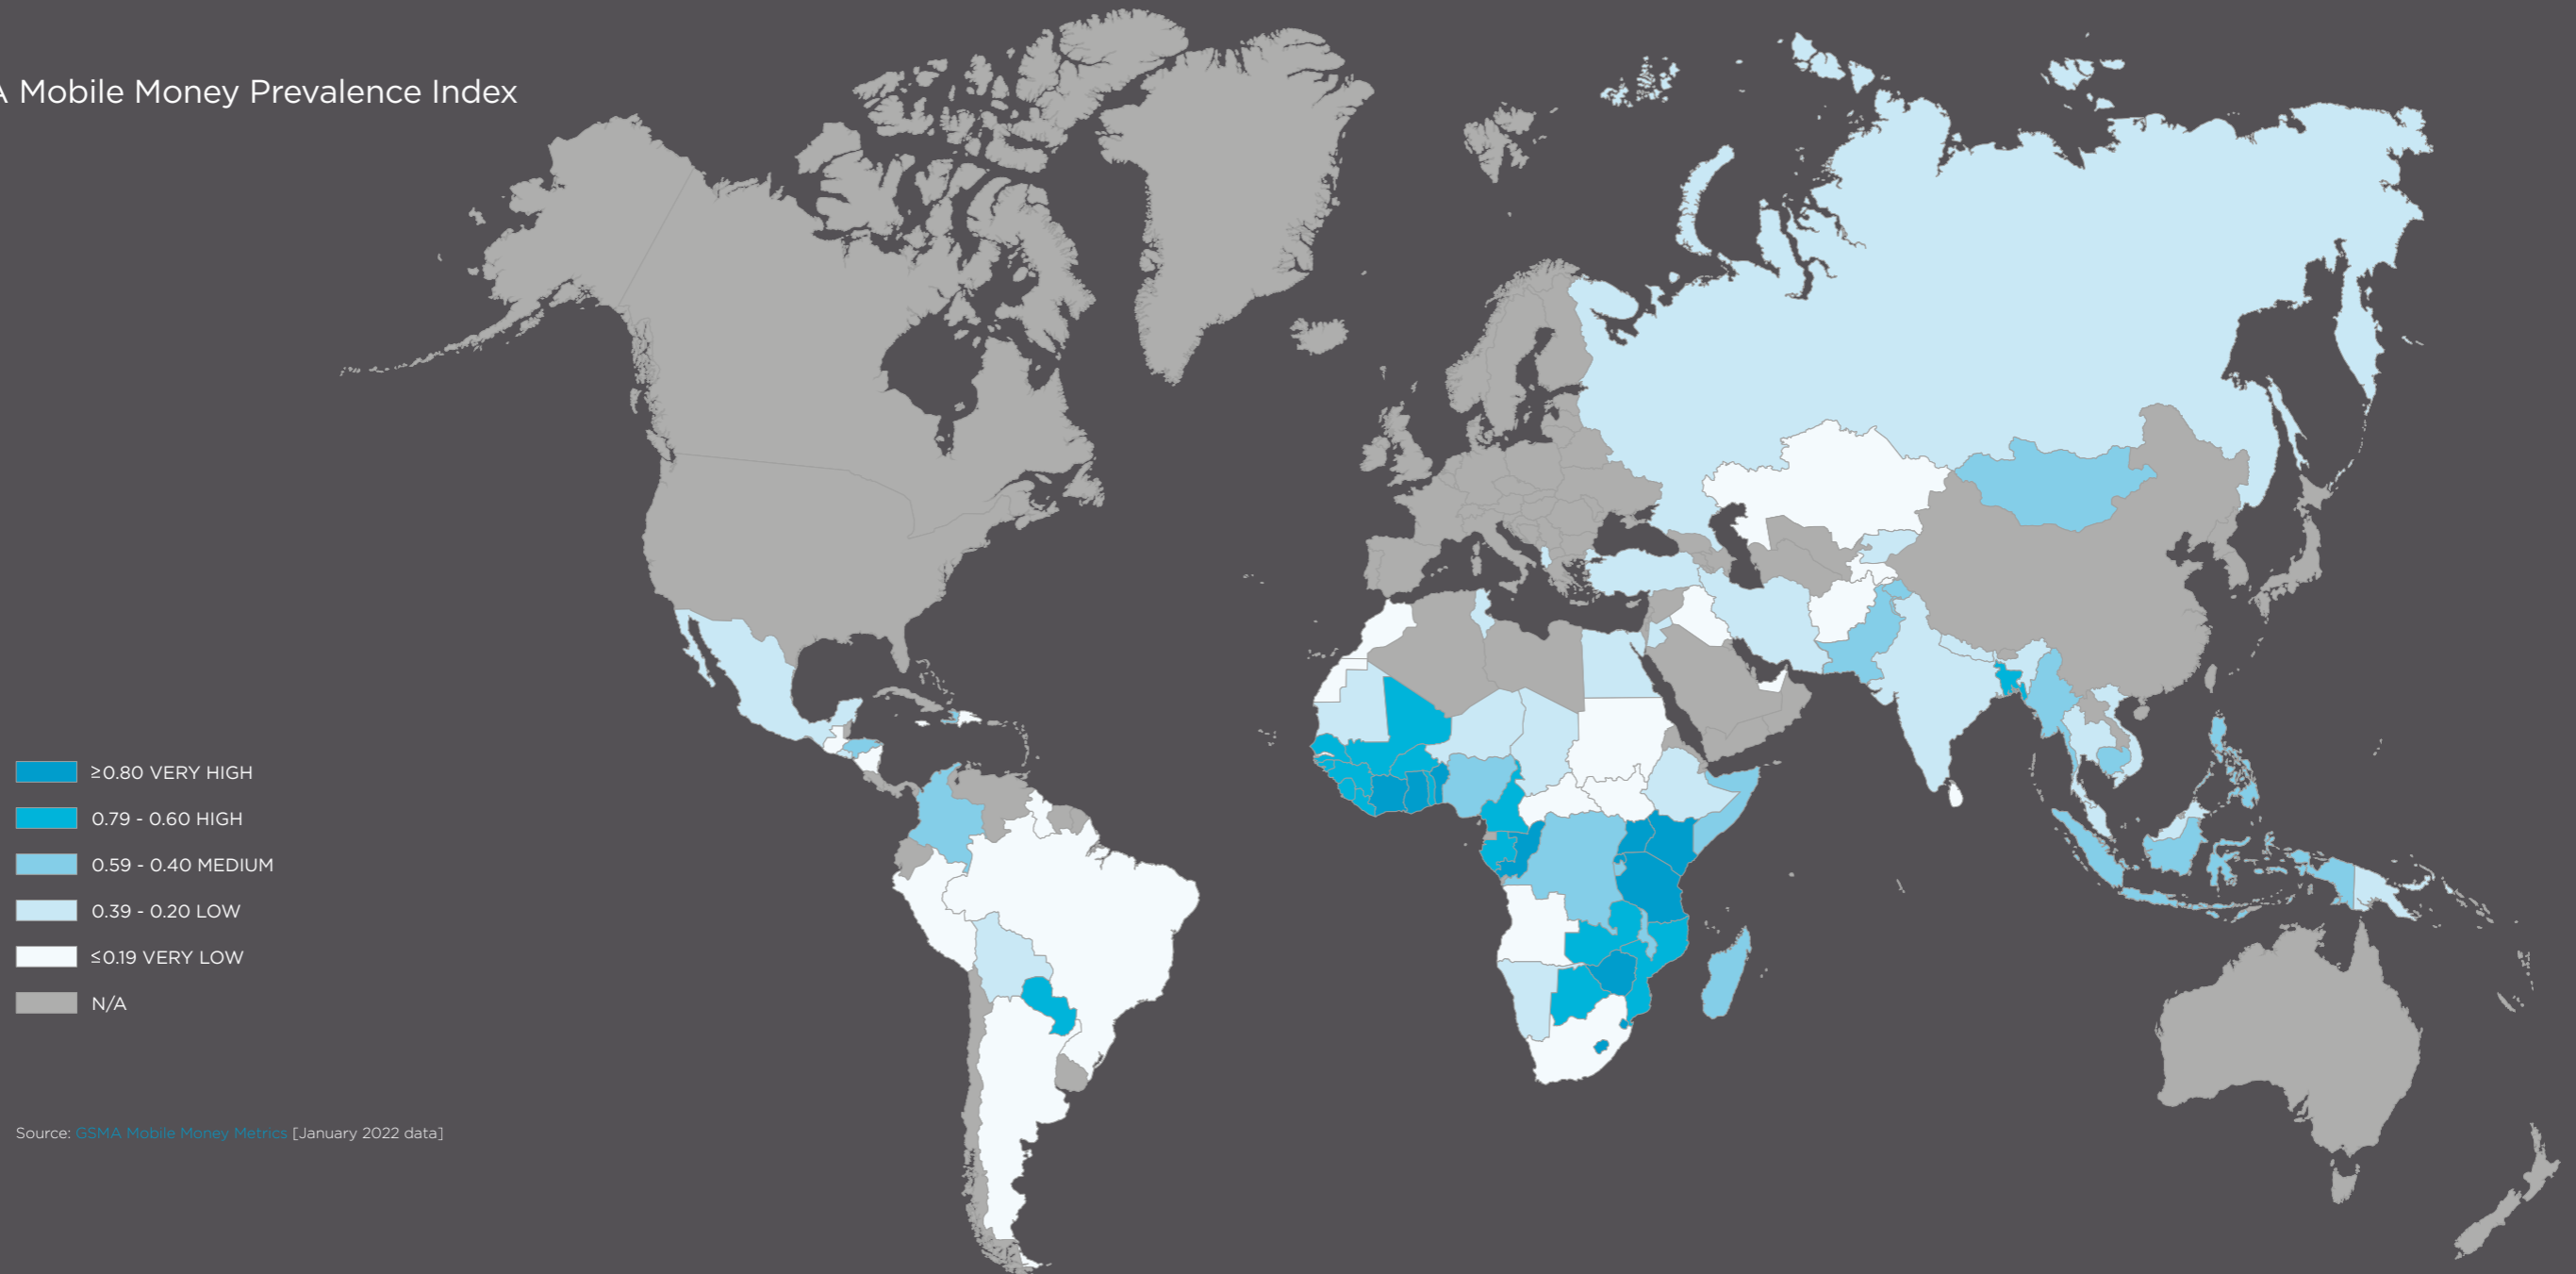 A Mobile Money Prevalence Index
≥0.80 VERY HIGH
0.79 - 0.60 HIGH
0.59 - 0.40 MEDIUM
0.39 - 0.20 LOW
≤0.19 VERY LOW
N/A
Source: GSMA Mobile Money Metrics [January 2022 data]